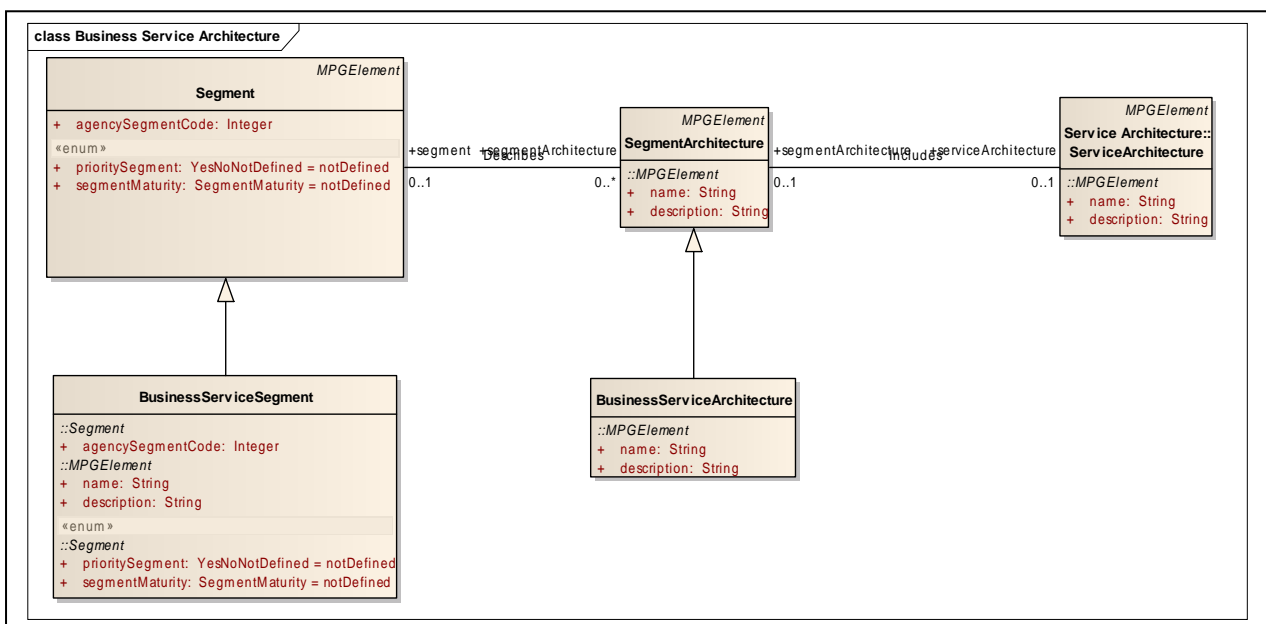 class Business Service Architecture
MPGElement
Segment
+ agencySegmentCode: Integer
«enum»
+ prioritySegment: YesNoNotDefined = notDefined
+ segmentMaturity: SegmentMaturity = notDefined
+segment
Describes
+segmentArchitecture
0..1
0..*
MPGElement
SegmentArchitecture
::MPGElement
+ name: String
+ description: String
+segmentArchitecture
Includes
+serviceArchitecture
0..1
0..1
MPGElement
Service Architecture::
ServiceArchitecture
::MPGElement
+ name: String
+ description: String
BusinessServiceSegment
::Segment
+ agencySegmentCode: Integer
::MPGElement
+ name: String
+ description: String
«enum»
::Segment
+ prioritySegment: YesNoNotDefined = notDefined
+ segmentMaturity: SegmentMaturity = notDefined
BusinessServiceArchitecture
::MPGElement
+ name: String
+ description: String